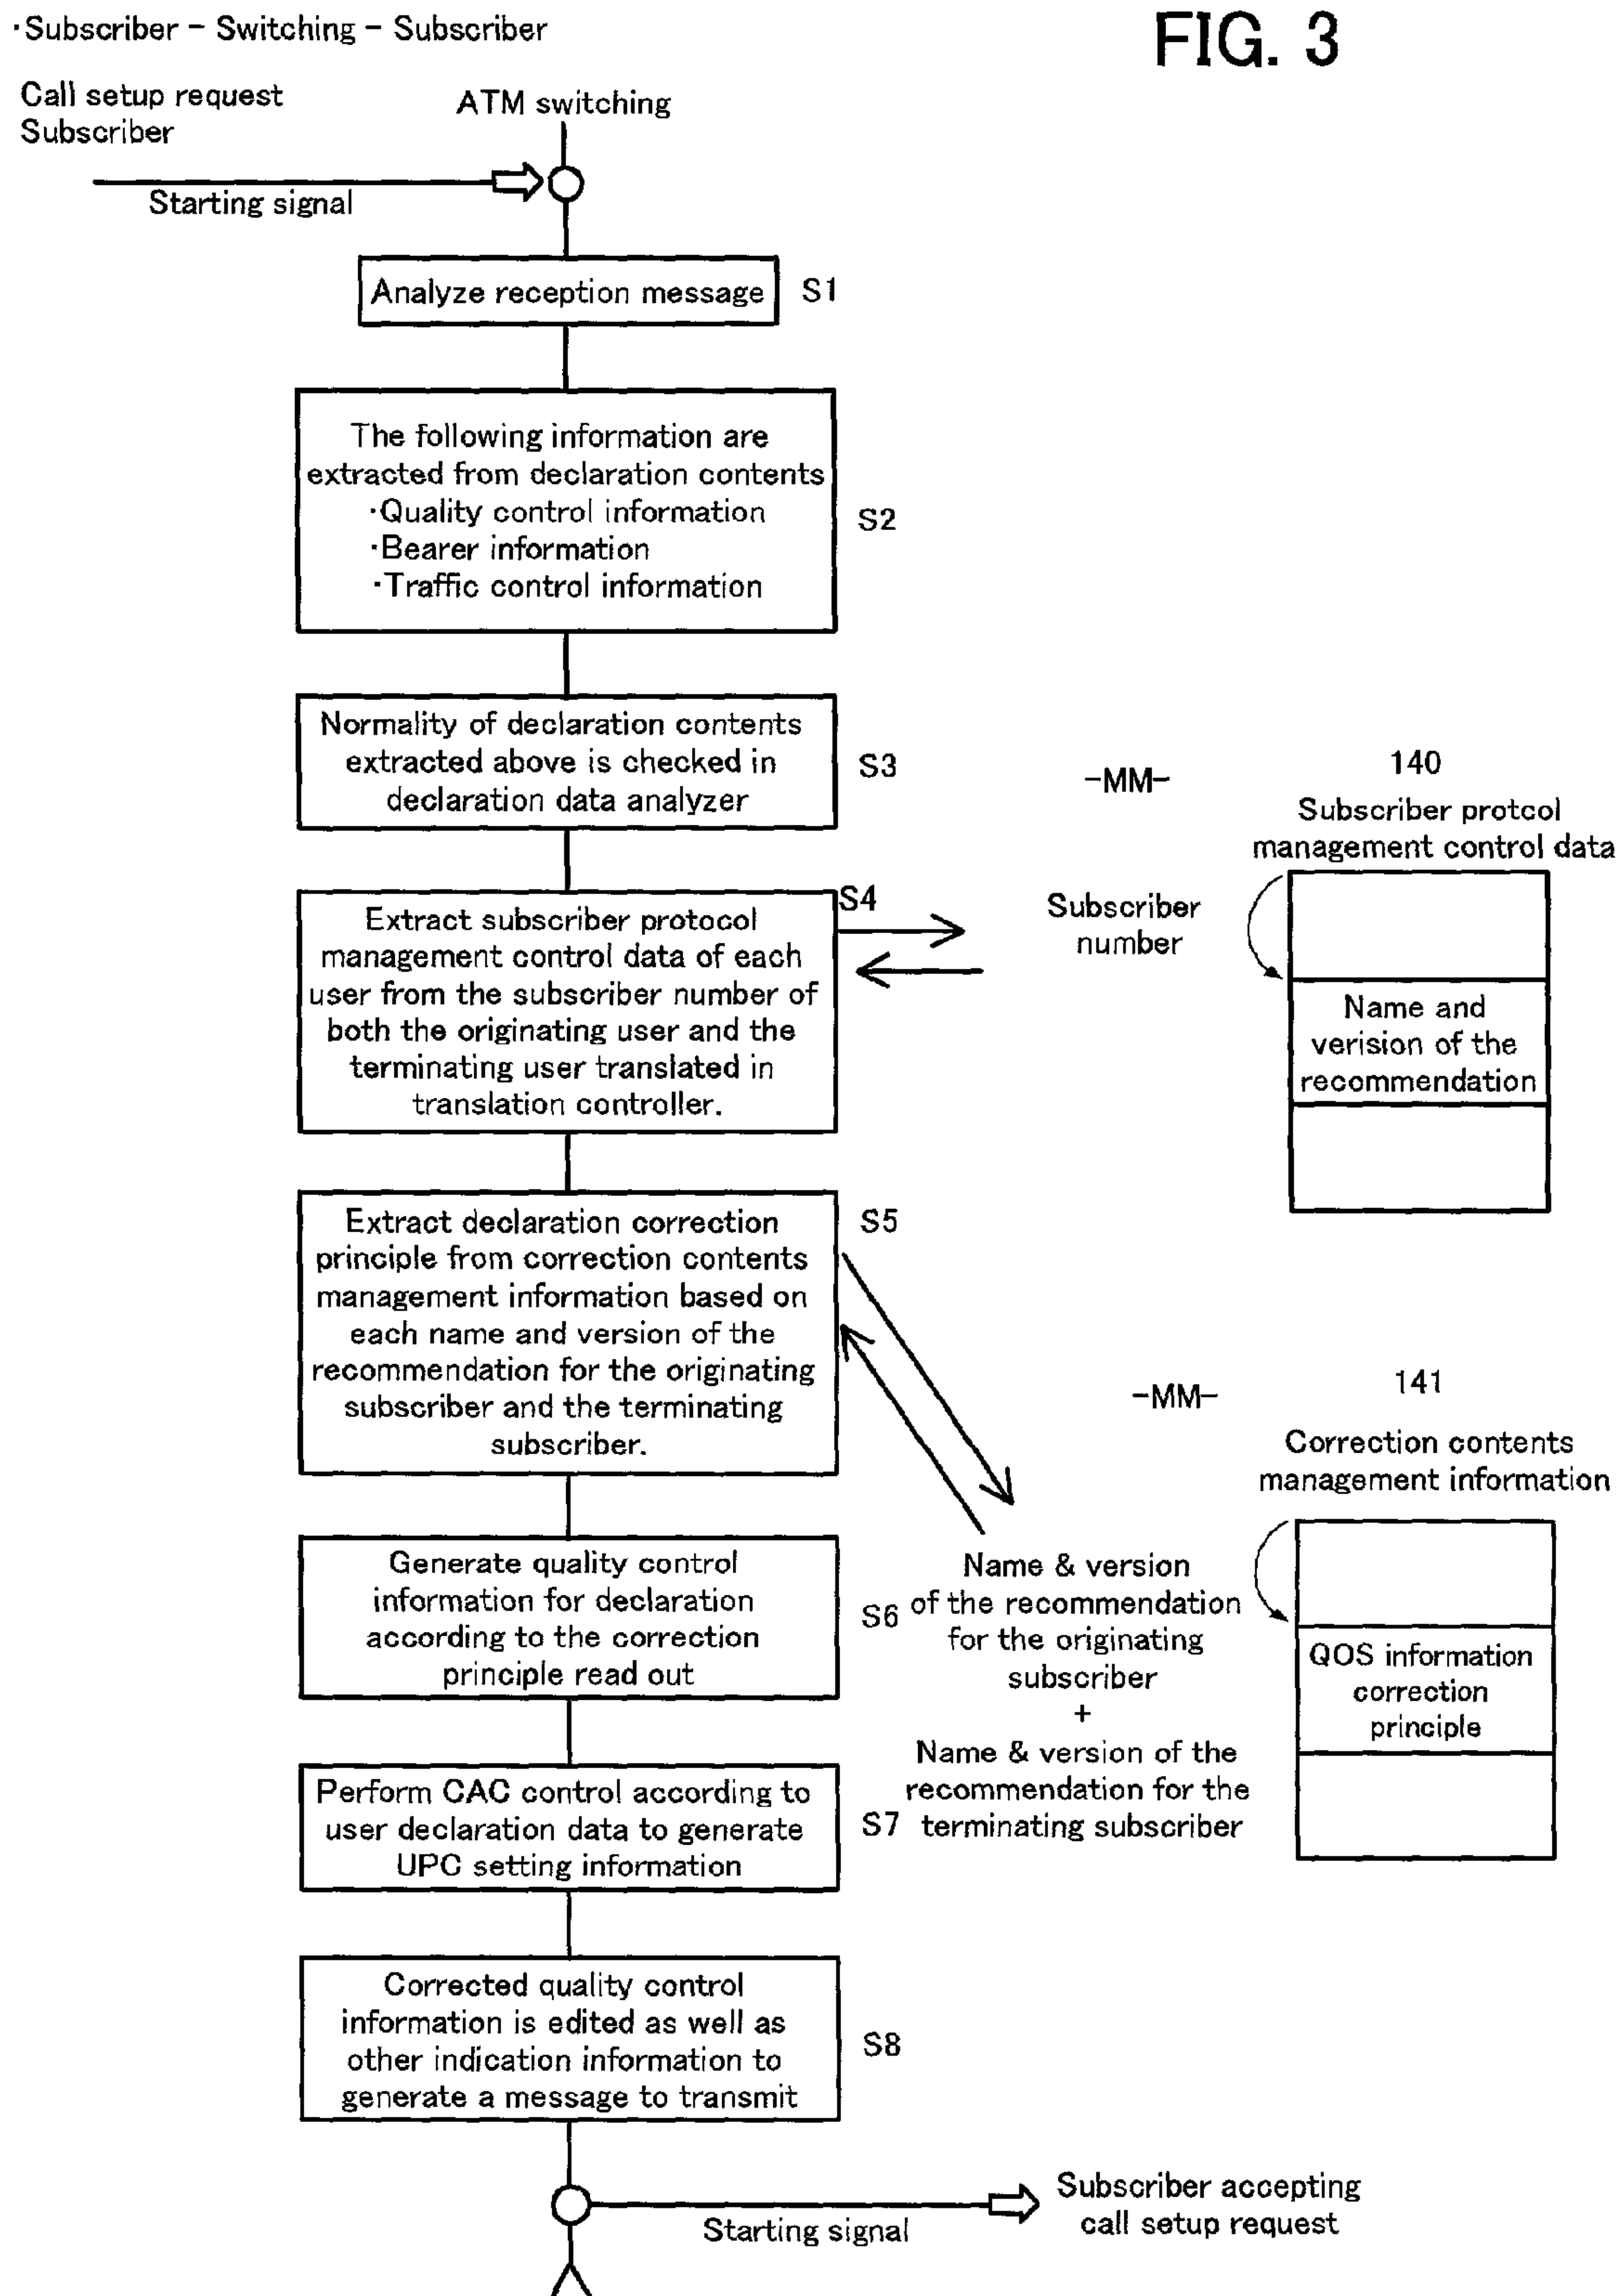 ·Subscriber – Switching – Subscriber
FIG. 3
Call setup request
Subscriber
ATM switching
Starting signal
Analyze reception message
S1
The following information are
extracted from declaration contents
·Quality control information
·Bearer information
·Traffic control information
S2
Normality of declaration contents
extracted above is checked in
declaration data analyzer
S3
Extract subscriber protocol
management control data of each
user from the subscriber number of
both the originating user and the
terminating user translated in
translation controller.
S4
–MM–
140
Subscriber protcol
management control data
Subscriber
number
Name and
verision of the
recommendation
Extract declaration correction
principle from correction contents
management information based on
each name and version of the
recommendation for the originating
subscriber and the terminating
subscriber.
S5
–MM–
141
Correction contents
management information
Generate quality control
information for declaration
according to the correction
principle read out
S6
Name & version
of the recommendation
for the originating
subscriber
+
Name & version of the
recommendation for the
terminating subscriber
QOS information
correction
principle
Perform CAC control according to
user declaration data to generate
UPC setting information
S7
Corrected quality control
information is edited as well as
other indication information to
generate a message to transmit
S8
Starting signal
Subscriber accepting
call setup request